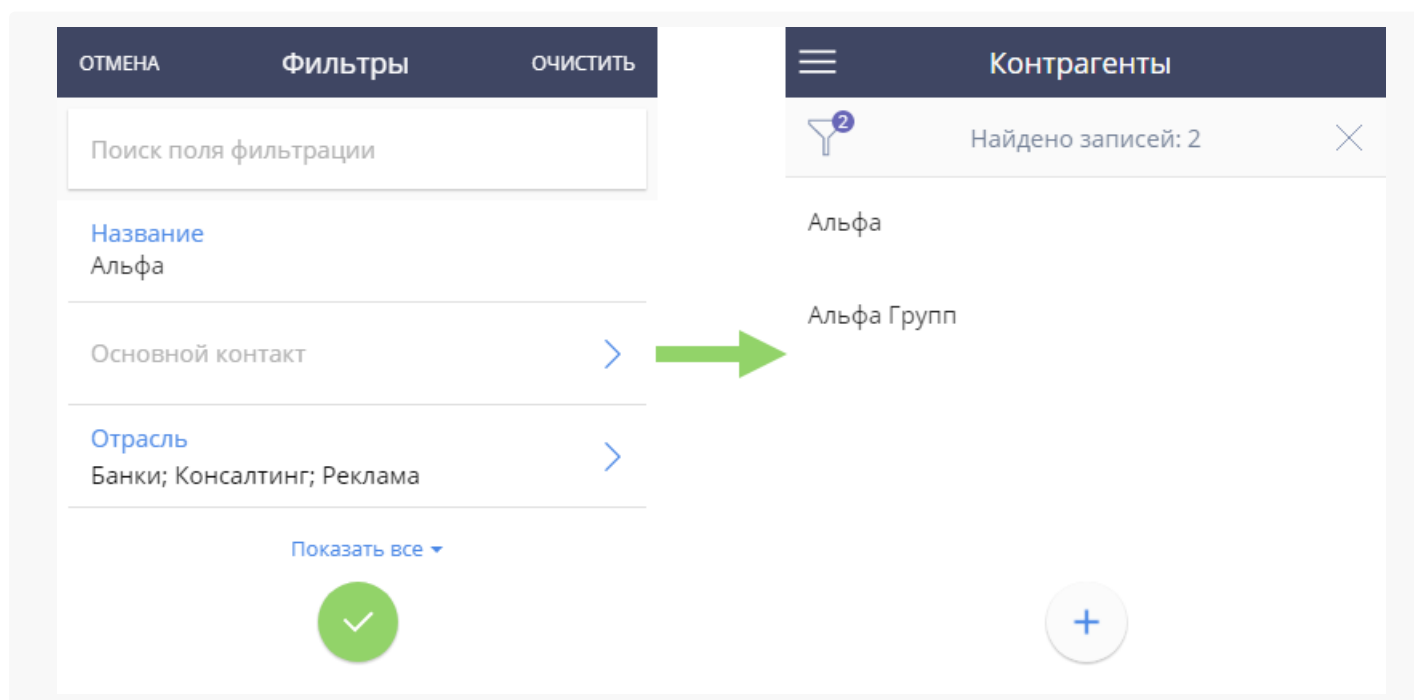 ОТМЕНА Фильтры ОЧИСТИТЬ
Поиск поля фильтрации
Название
Альфа
Основной контакт
Отрасль
Банки; Консалтинг; Реклама
Показать все
Контрагенты
2
Найдено записей: 2
Альфа
Альфа Групп